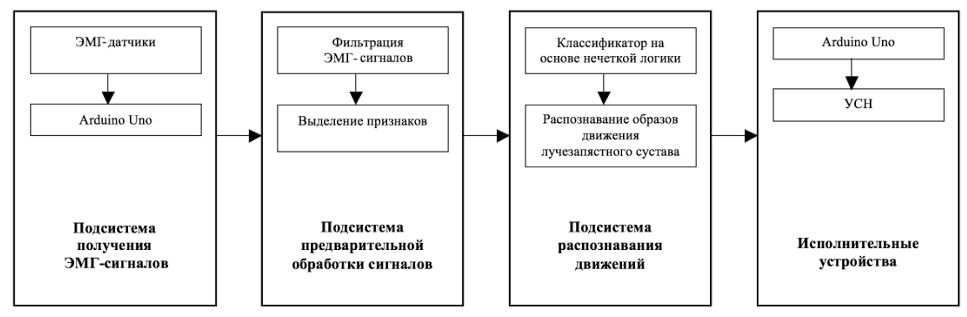 ЭМГ-датчики
Arduino Uno
Подсистема
получения
ЭМГ-сигналов
Фильтрация
ЭМГ- сигналов
Выделение признаков
Подсистема
предварительной
обработки сигналов
Классификатор на
основе нечеткой логики
Распознавание образов
движения
лучезапястного сустава
Подсистема
распознавания
движений
Arduino Uno
УСН
Исполнительные
устройства